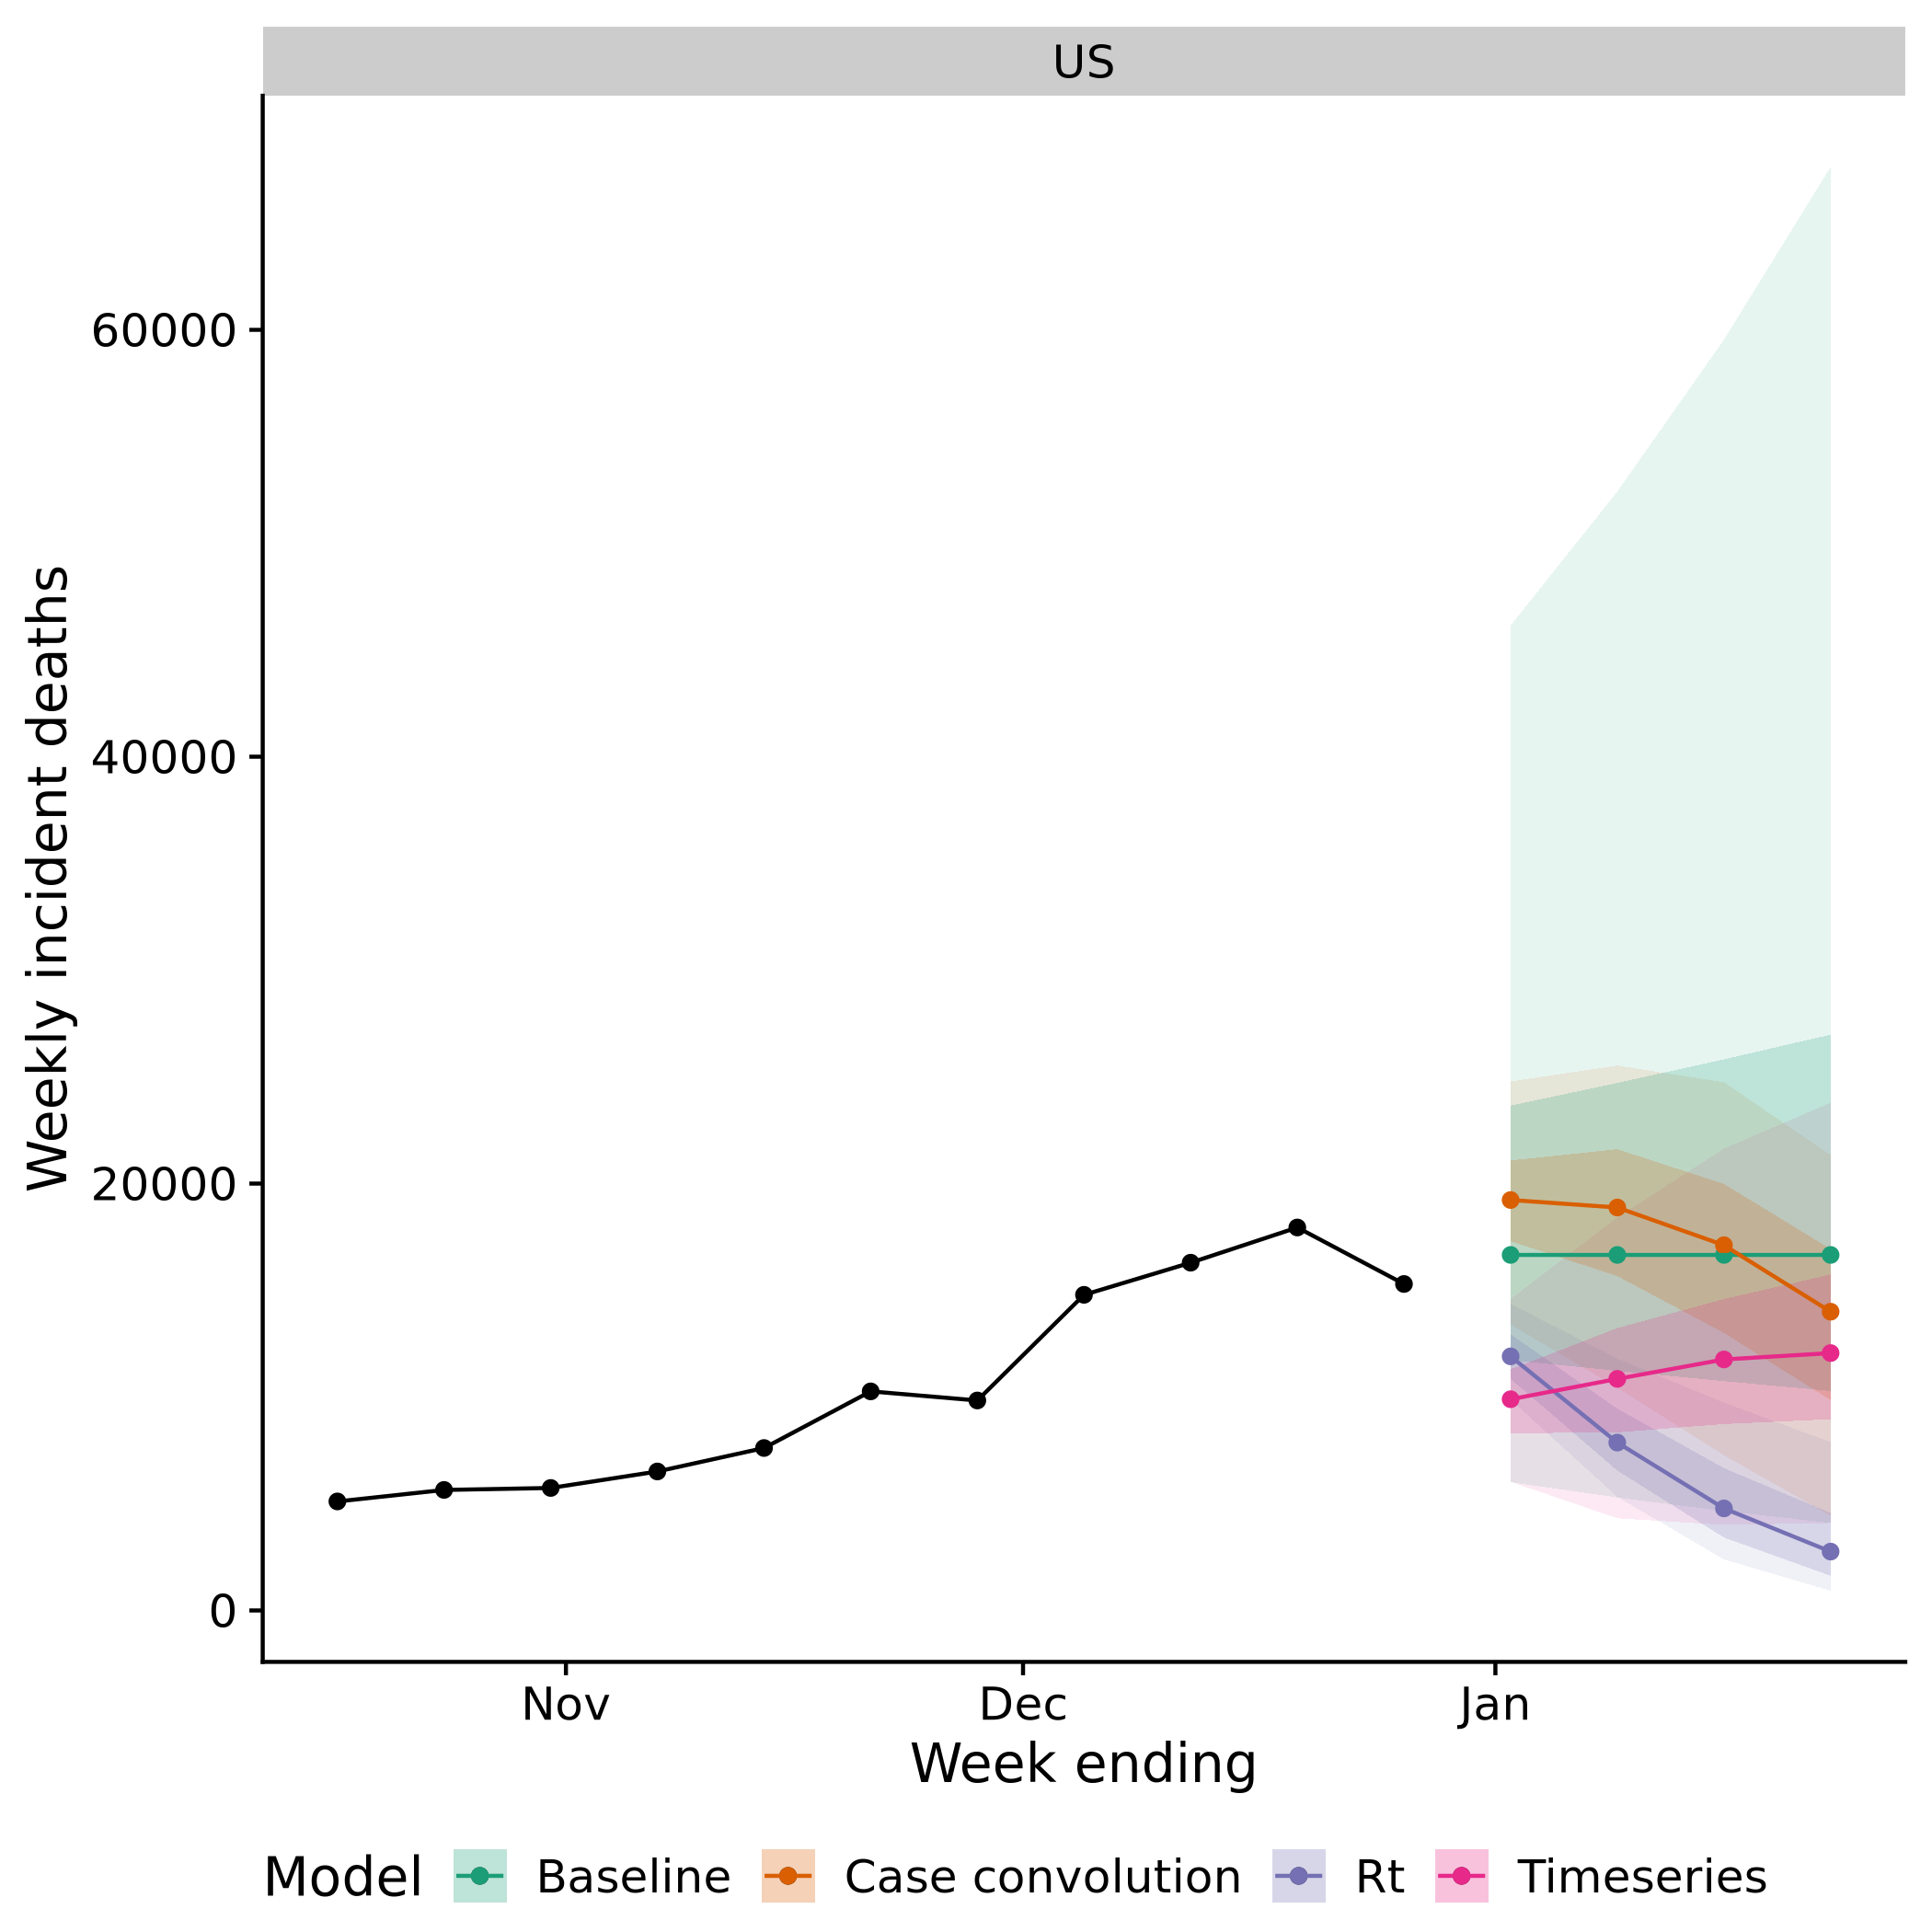 US
Weekly incident deaths
60000
40000
20000
0
Nov Dec Jan
Week ending
Model Baseline Case convolution Rt Timeseries